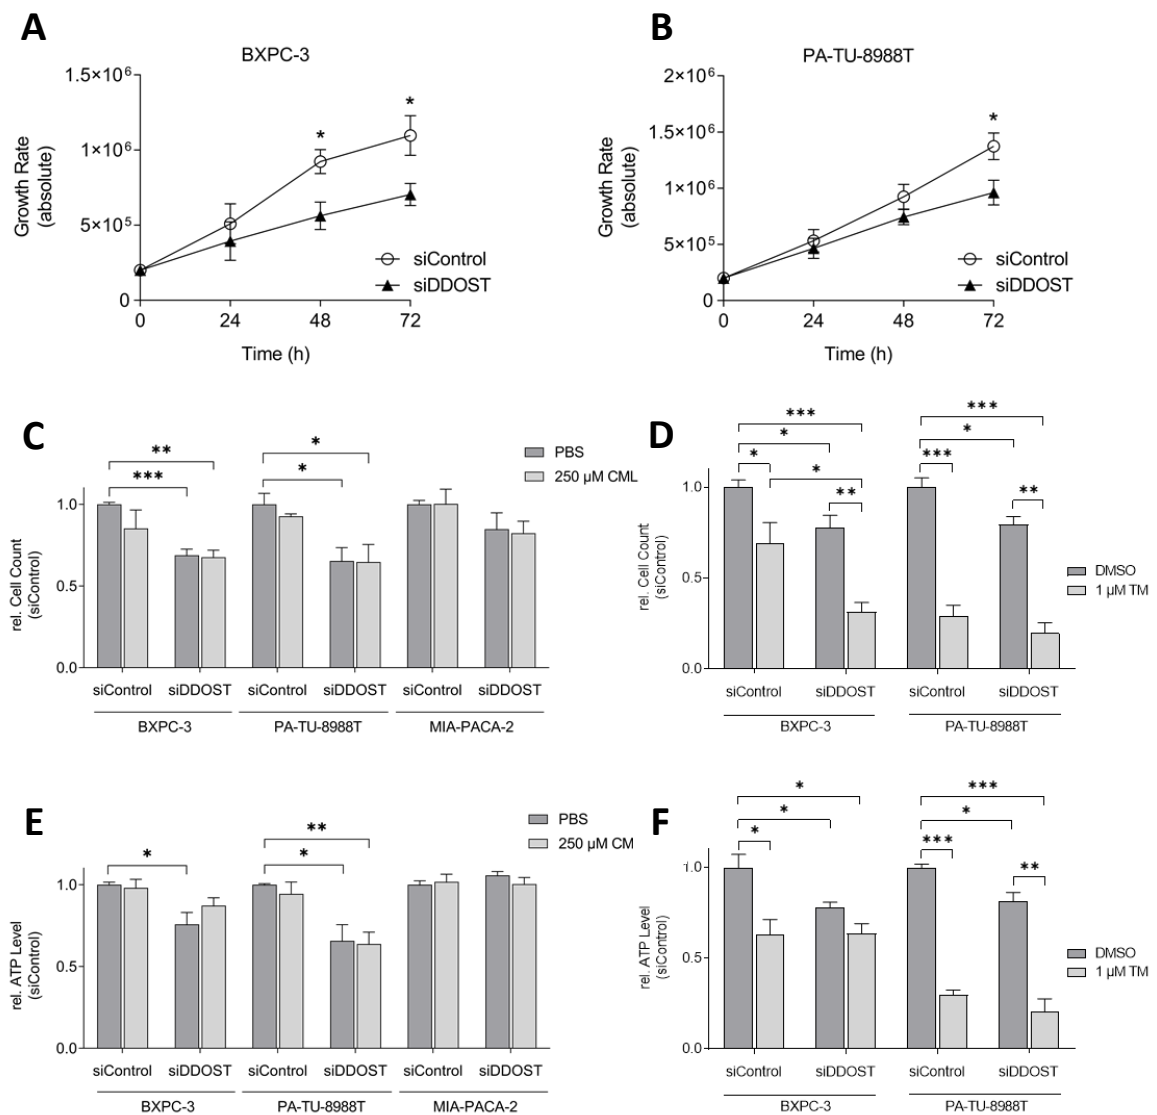 A
BXPC-3
1.5×10⁶
1×10⁶
5×10⁵
0
Growth Rate
(absolute)
*
*
siControl
siDDOST
0 24 48 72
Time (h)
B
PA-TU-8988T
2×10⁶
1.5×10⁶
1×10⁶
5×10⁵
0
Growth Rate
(absolute)
*
siControl
siDDOST
0 24 48 72
Time (h)
C
**
***
*
*
PBS
250 µM CML
1.0
0.5
0.0
rel. Cell Count
(siControl)
siControl siDDOST siControl siDDOST siControl siDDOST
BXPC-3 PA-TU-8988T MIA-PACA-2
D
***
*
*
*
**
***
*
***
**
DMSO
1 µM TM
1.0
0.5
0.0
rel. Cell Count
(siControl)
siControl siDDOST siControl siDDOST
BXPC-3 PA-TU-8988T
E
*
**
*
PBS
250 µM CM
1.0
0.5
0.0
rel. ATP Level
(siControl)
siControl siDDOST siControl siDDOST siControl siDDOST
BXPC-3 PA-TU-8988T MIA-PACA-2
F
*
*
*
***
*
***
**
DMSO
1 µM TM
1.0
0.5
0.0
rel. ATP Level
(siControl)
siControl siDDOST siControl siDDOST
BXPC-3 PA-TU-8988T